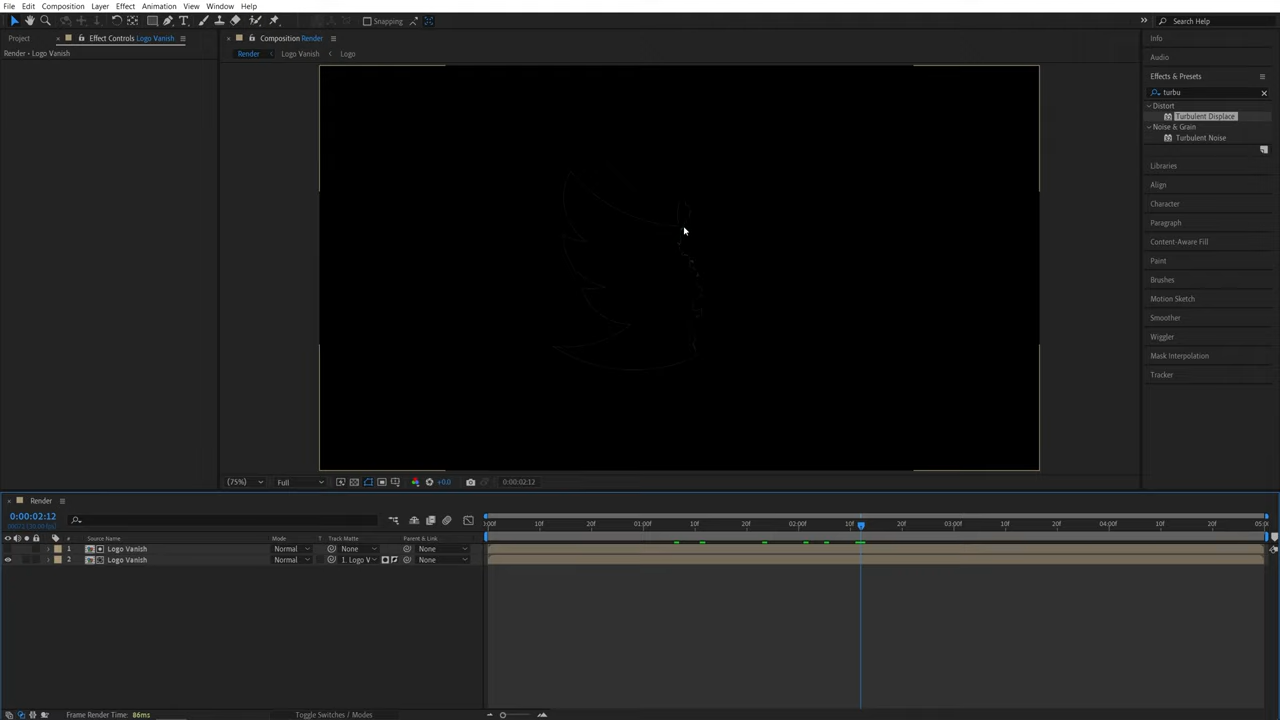 File Edit Composition Layer Effect Animation View Window Help
Snapping
Search Help
Project
Effect Controls Logo Vanish
Composition Render
Info
Render • Logo Vanish
Render
Logo Vanish
Logo
Audio
Effects & Presets
turbu
Distort
Turbulent Displace
Noise & Grain
Turbulent Noise
Libraries
Align
Character
Paragraph
Content-Aware Fill
Paint
Brushes
Motion Sketch
Smoother
Wiggler
Mask Interpolation
Tracker
(75%)
Full
+0.0
0:00:02:12
Render
0:00:02:12
:00f 10f 20f 01:00f 10f 20f 02:00f 10f 20f 03:00f 10f 20f 04:00f 10f 20f 05:0
# Source Name Mode T Track Matte Parent & Link
1 Logo Vanish Normal None None
2 Logo Vanish Normal 1. Logo V None
Frame Render Time: 86ms
Toggle Switches / Modes